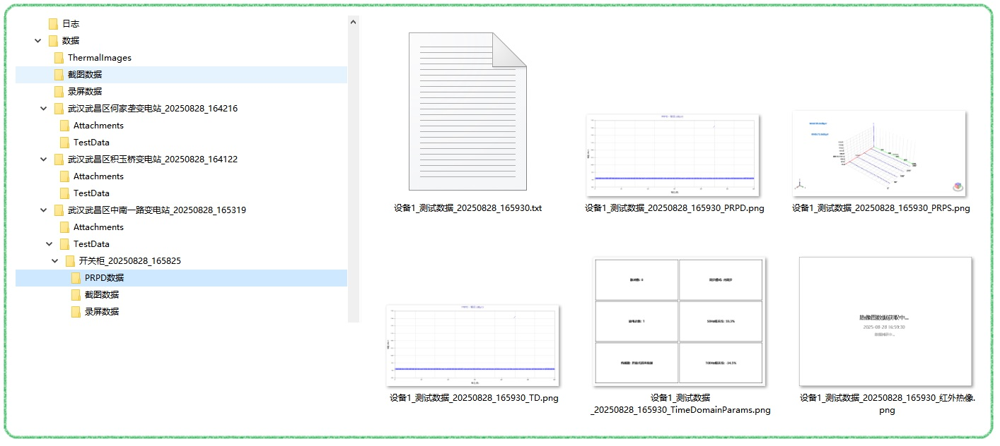 日志
数据
ThermalImages
截图数据
录屏数据
武汉武昌区何家垄变电站_20250828_164216
Attachments
TestData
武汉武昌区积玉桥变电站_20250828_164122
Attachments
TestData
武汉武昌区中南一路变电站_20250828_165319
Attachments
TestData
开关柜_20250828_165825
PRPD数据
截图数据
录屏数据
设备1_测试数据_20250828_165930.txt
设备1_测试数据_20250828_165930_PRPD.png
设备1_测试数据_20250828_165930_PRPS.png
脉冲数: 0
同步模式: 内同步
50Hz相关性: 33.3%
100Hz相关性: -34.5%
热像图数据获取中...
2025-08-28 16:59:30
设备1_测试数据_20250828_165930_TD.png
设备1_测试数据
_20250828_165930_TimeDomainParams.png
设备1_测试数据_20250828_165930_红外热像.
png